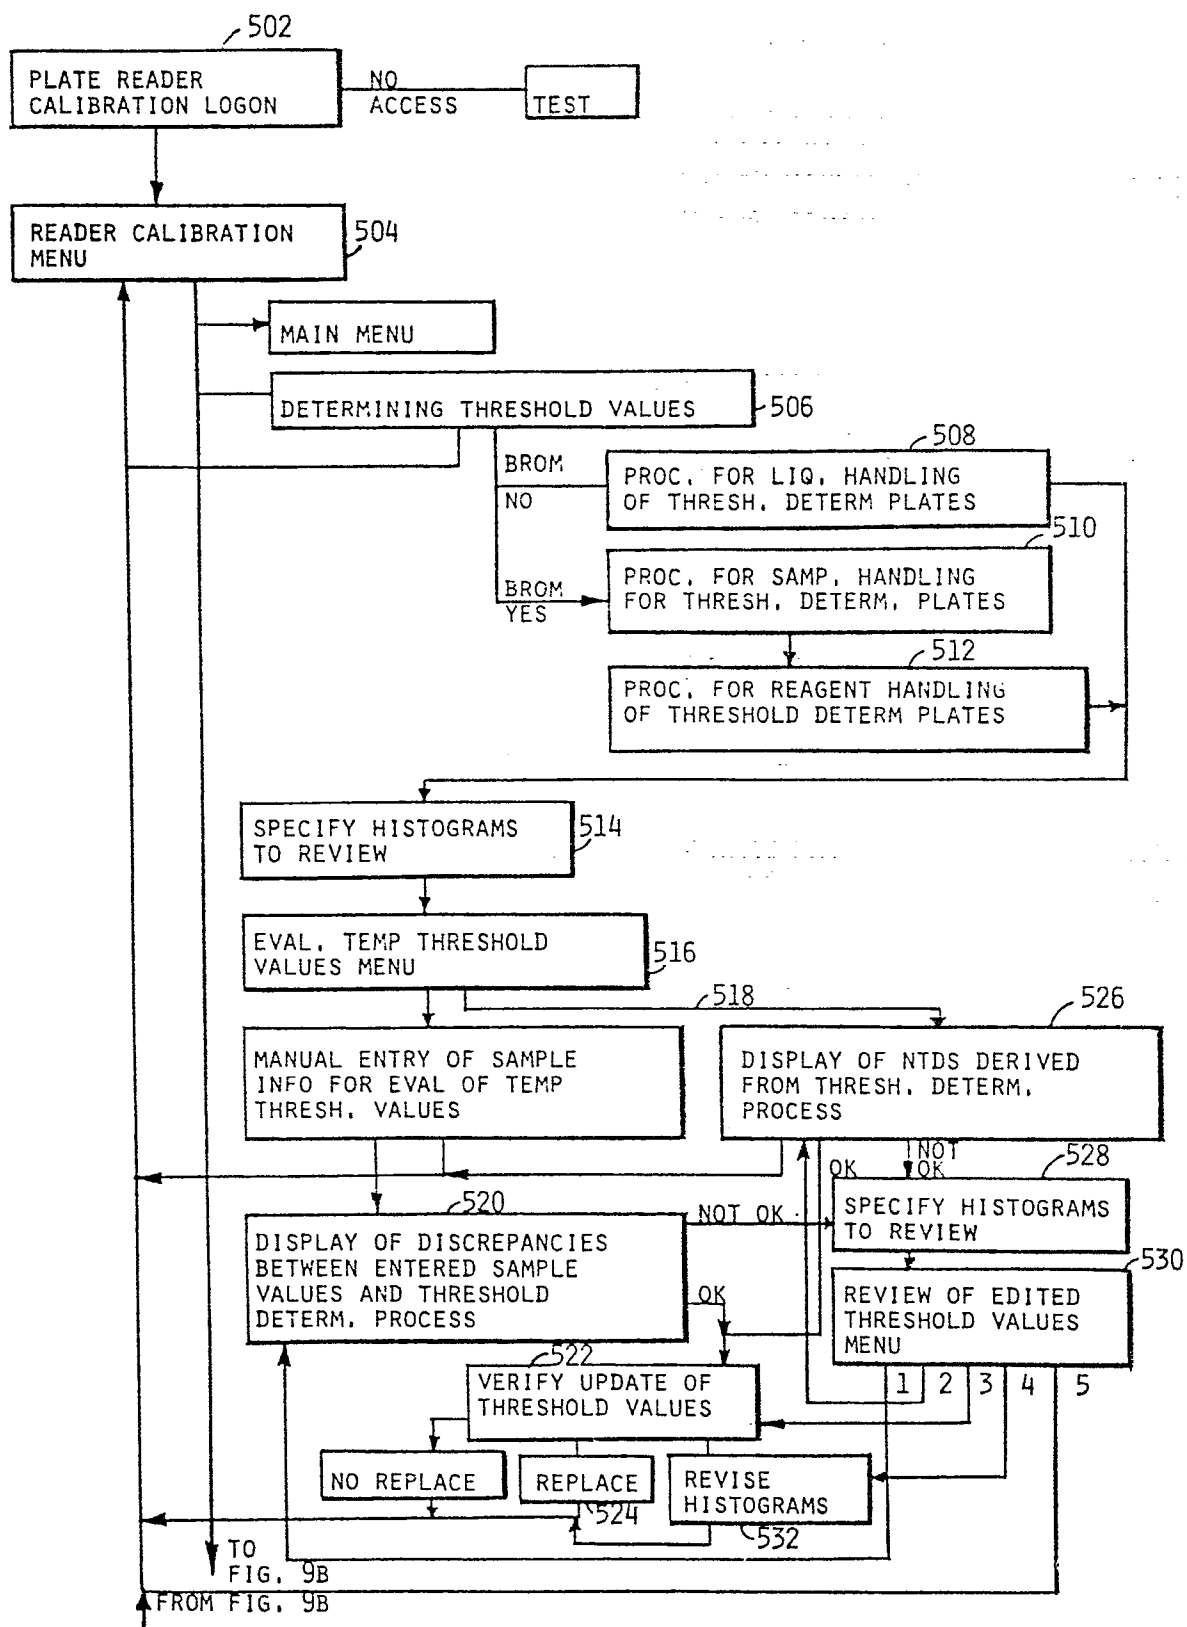 502
PLATE READER
CALIBRATION LOGON
NO
ACCESS
TEST
READER CALIBRATION
MENU
504
MAIN MENU
DETERMINING THRESHOLD VALUES
506
508
BROM
NO
PROC. FOR LIQ. HANDLING
OF THRESH. DETERM PLATES
510
BROM
YES
PROC. FOR SAMP. HANDLING
FOR THRESH. DETERM. PLATES
512
PROC. FOR REAGENT HANDLING
OF THRESHOLD DETERM PLATES
SPECIFY HISTOGRAMS
TO REVIEW
514
EVAL. TEMP THRESHOLD
VALUES MENU
516
518
526
MANUAL ENTRY OF SAMPLE
INFO FOR EVAL OF TEMP
THRESH. VALUES
DISPLAY OF NTDS DERIVED
FROM THRESH. DETERM.
PROCESS
OK
NOT
OK
528
SPECIFY HISTOGRAMS
TO REVIEW
520
NOT OK
DISPLAY OF DISCREPANCIES
BETWEEN ENTERED SAMPLE
VALUES AND THRESHOLD
DETERM. PROCESS
OK
530
REVIEW OF EDITED
THRESHOLD VALUES
MENU
1 2 3 4 5
522
VERIFY UPDATE OF
THRESHOLD VALUES
NO REPLACE
REPLACE
524
REVISE
HISTOGRAMS
532
TO
FIG. 9B
FROM FIG. 9B